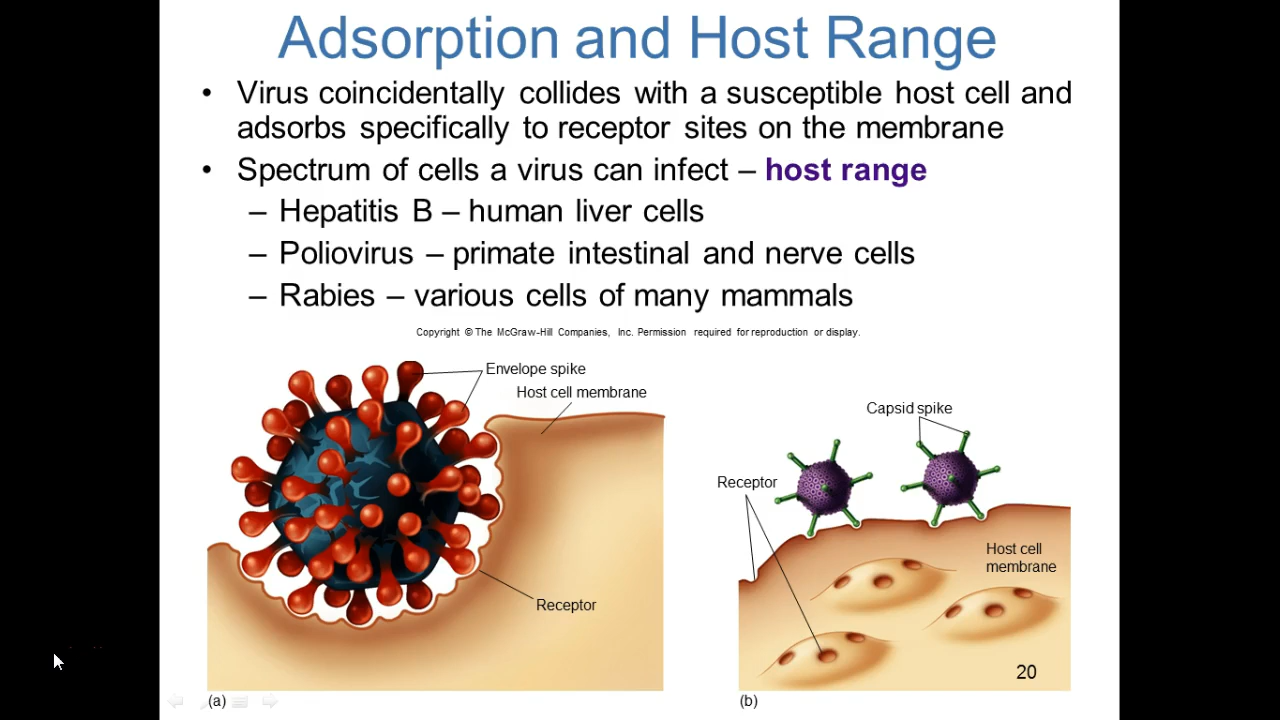 Adsorption and Host Range
• Virus coincidentally collides with a susceptible host cell and
adsorbs specifically to receptor sites on the membrane
• Spectrum of cells a virus can infect – host range
– Hepatitis B – human liver cells
– Poliovirus – primate intestinal and nerve cells
– Rabies – various cells of many mammals
Copyright © The McGraw-Hill Companies, Inc. Permission required for reproduction or display.
Envelope spike
Host cell membrane
Receptor
(a)
Capsid spike
Receptor
Host cell
membrane
20
(b)